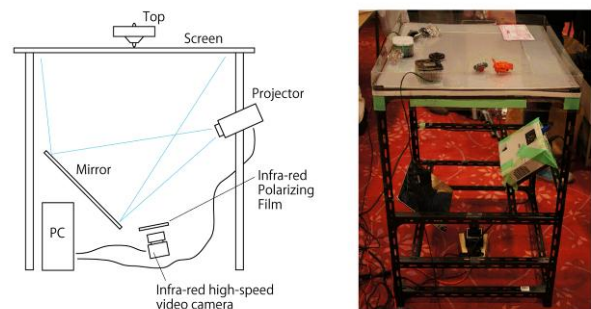 Top
Screen
Projector
Mirror
Infra-red
Polarizing
Film
PC
Infra-red high-speed
video camera